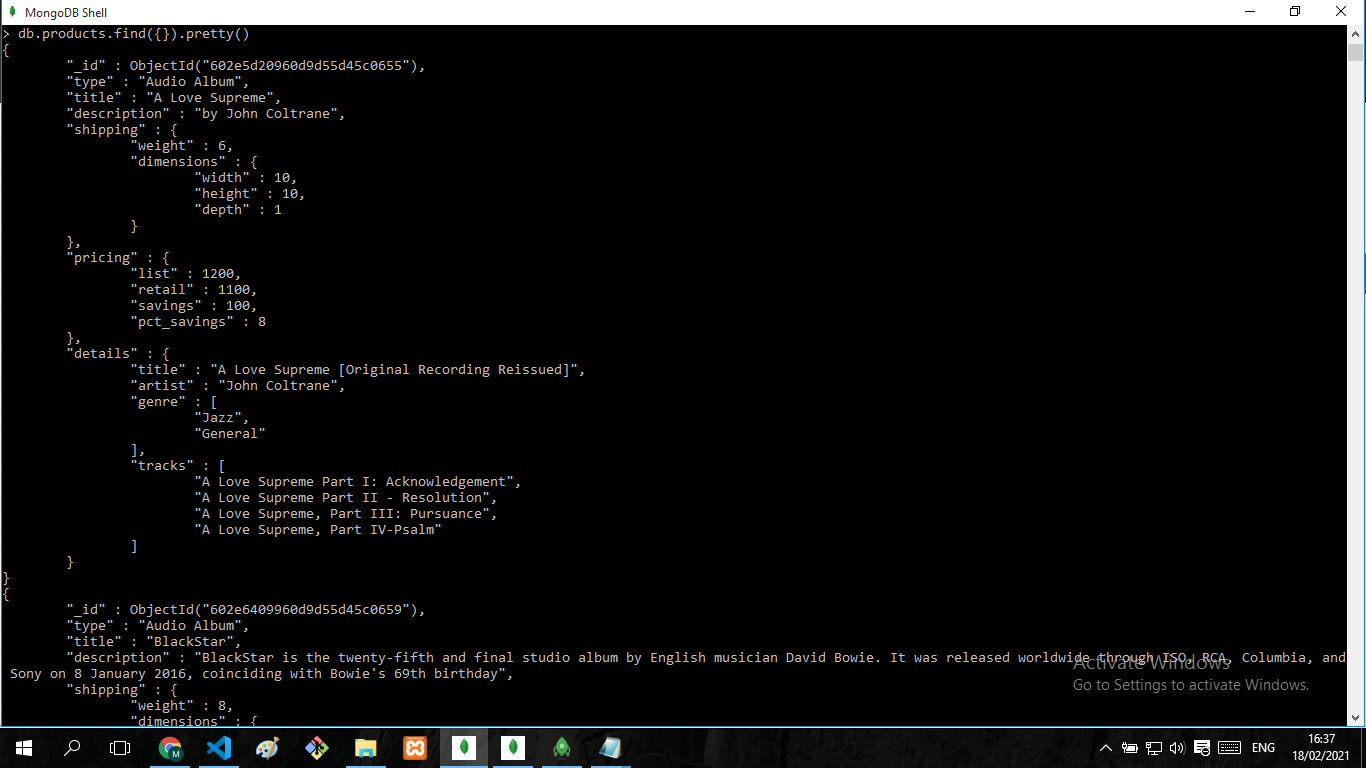 MongoDB Shell
> db.products.find({}).pretty()
{
"_id" : ObjectId("602e5d20960d9d55d45c0655"),
"type" : "Audio Album",
"title" : "A Love Supreme",
"description" : "by John Coltrane",
"shipping" : {
"weight" : 6,
"dimensions" : {
"width" : 10,
"height" : 10,
"depth" : 1
}
},
"pricing" : {
"list" : 1200,
"retail" : 1100,
"savings" : 100,
"pct_savings" : 8
},
"details" : {
"title" : "A Love Supreme [Original Recording Reissued]",
"artist" : "John Coltrane",
"genre" : [
"Jazz",
"General"
],
"tracks" : [
"A Love Supreme Part I: Acknowledgement",
"A Love Supreme Part II - Resolution",
"A Love Supreme, Part III: Pursuance",
"A Love Supreme, Part IV-Psalm"
]
}
}
{
"_id" : ObjectId("602e6409960d9d55d45c0659"),
"type" : "Audio Album",
"title" : "BlackStar",
"description" : "BlackStar is the twenty-fifth and final studio album by English musician David Bowie. It was released worldwide through ISO, RCA, Columbia, and
Sony on 8 January 2016, coinciding with Bowie's 69th birthday",
"shipping" : {
"weight" : 8,
"dimensions" : {
Activate Windows
Go to Settings to activate Windows.
M
ENG
16:37
18/02/2021